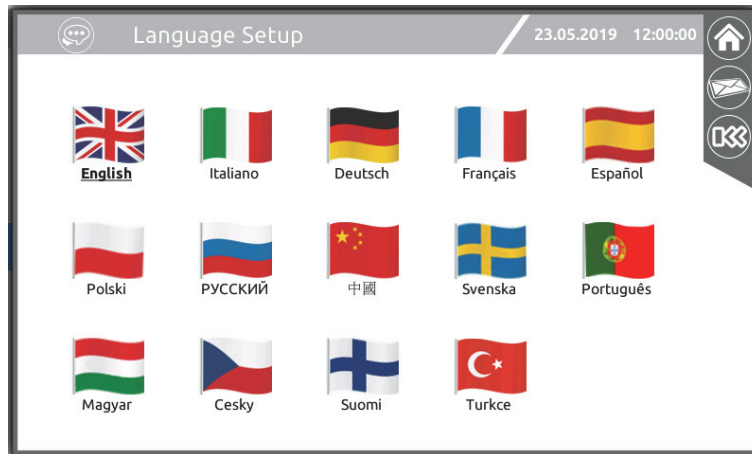 Language Setup
23.05.2019 12:00:00
English Italiano Deutsch Français Español
Polski РУССКИЙ 中國 Svenska Português
Magyar Cesky Suomi Turkce